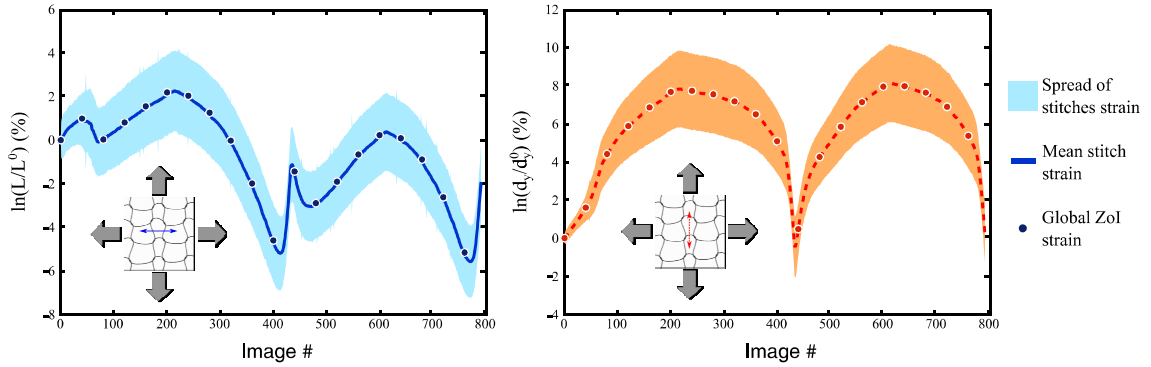 6
4
2
0
-2
-4
-6
-8
ln(L/L⁰) (%)
0 100 200 300 400 500 600 700 800
Image #
12
10
8
6
4
2
0
-2
-4
ln(dy/dy⁰) (%)
0 100 200 300 400 500 600 700 800
Image #
Spread of
stitches strain
Mean stitch
strain
Global ZoI
strain